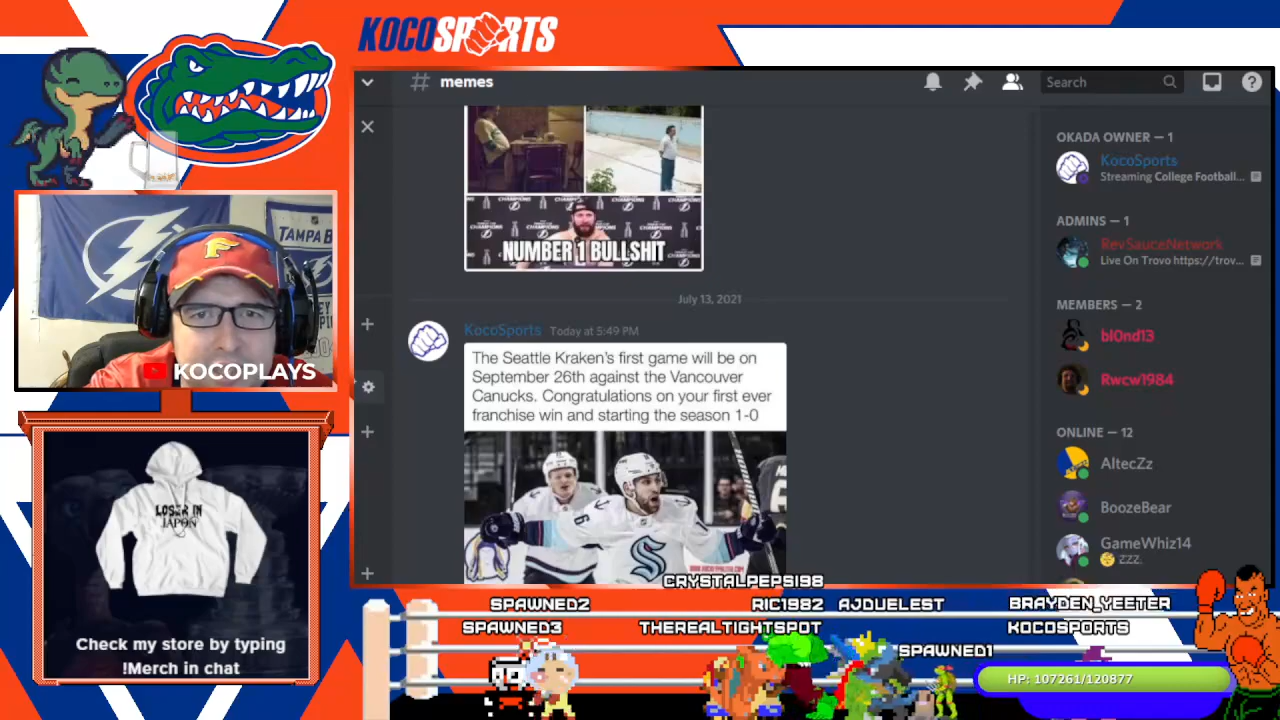 KOCOSPORTS
# memes
Search
NUMBER 1 BULLSHIT
July 13, 2021
KocoSports Today at 5:49 PM
The Seattle Kraken's first game will be on
September 26th against the Vancouver
Canucks. Congratulations on your first ever
franchise win and starting the season 1-0
OKADA OWNER — 1
KocoSports
Streaming College Football...
ADMINS — 1
RevSauceNetwork
Live On Trovo https://trov...
MEMBERS — 2
bl0nd13
Rwcw1984
ONLINE — 12
AltecZz
BoozeBear
GameWhiz14
zzz.
TAMPA B
KOCOPLAYS
LOSER IN
JAPON
Check my store by typing
!Merch in chat
CRYSTALPEPSI98
SPAWNED2
RIC1982
AJDUELEST
BRAYDEN_YEETER
SPAWNED3
THEREALTIGHTSPOT
KOCOSPORTS
SPAWNED1
HP: 107261/120877